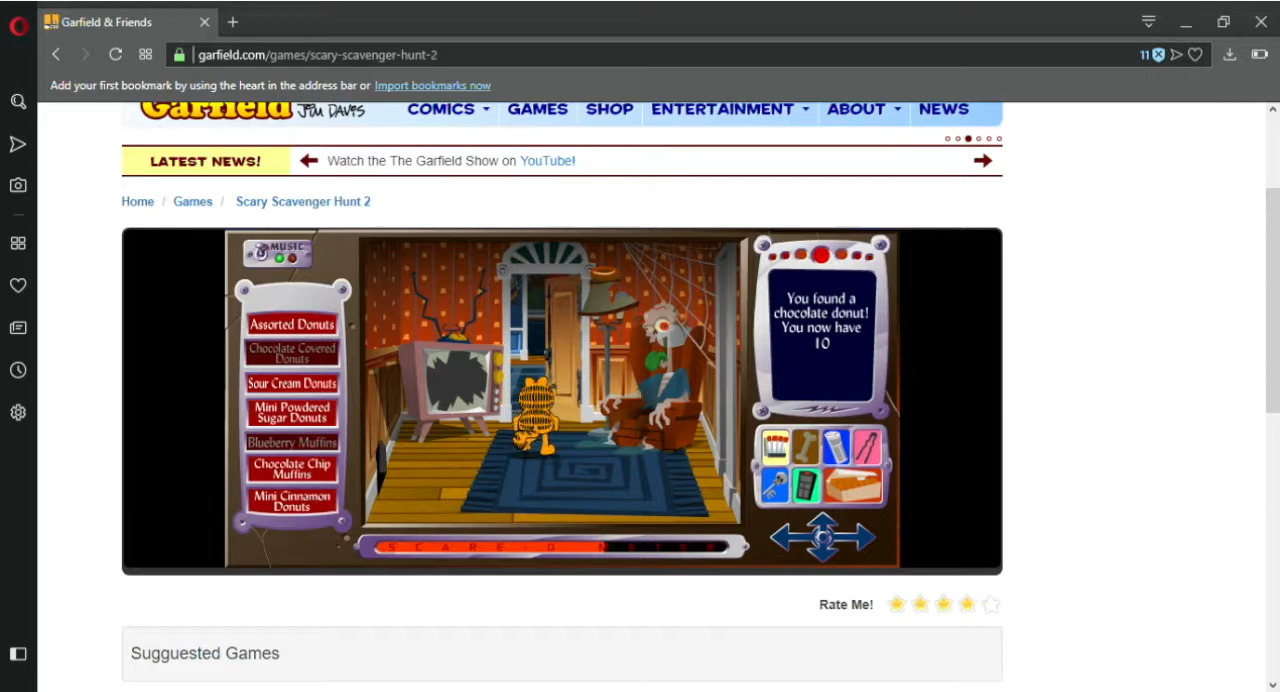 Garfield & Friends
garfield.com/games/scary-scavenger-hunt-2
11
Add your first bookmark by using the heart in the address bar or Import bookmarks now
Garfield JIM DAVIS
COMICS GAMES SHOP ENTERTAINMENT ABOUT NEWS
LATEST NEWS! Watch the The Garfield Show on YouTube!
Home / Games / Scary Scavenger Hunt 2
MUSIC
Assorted Donuts
Chocolate Covered
Donuts
Sour Cream Donuts
Mini Powdered
Sugar Donuts
Blueberry Muffins
Chocolate Chip
Muffins
Mini Cinnamon
Donuts
You found a
chocolate donut!
You now have
10
SCARE-O METER
Rate Me!
Sugguested Games